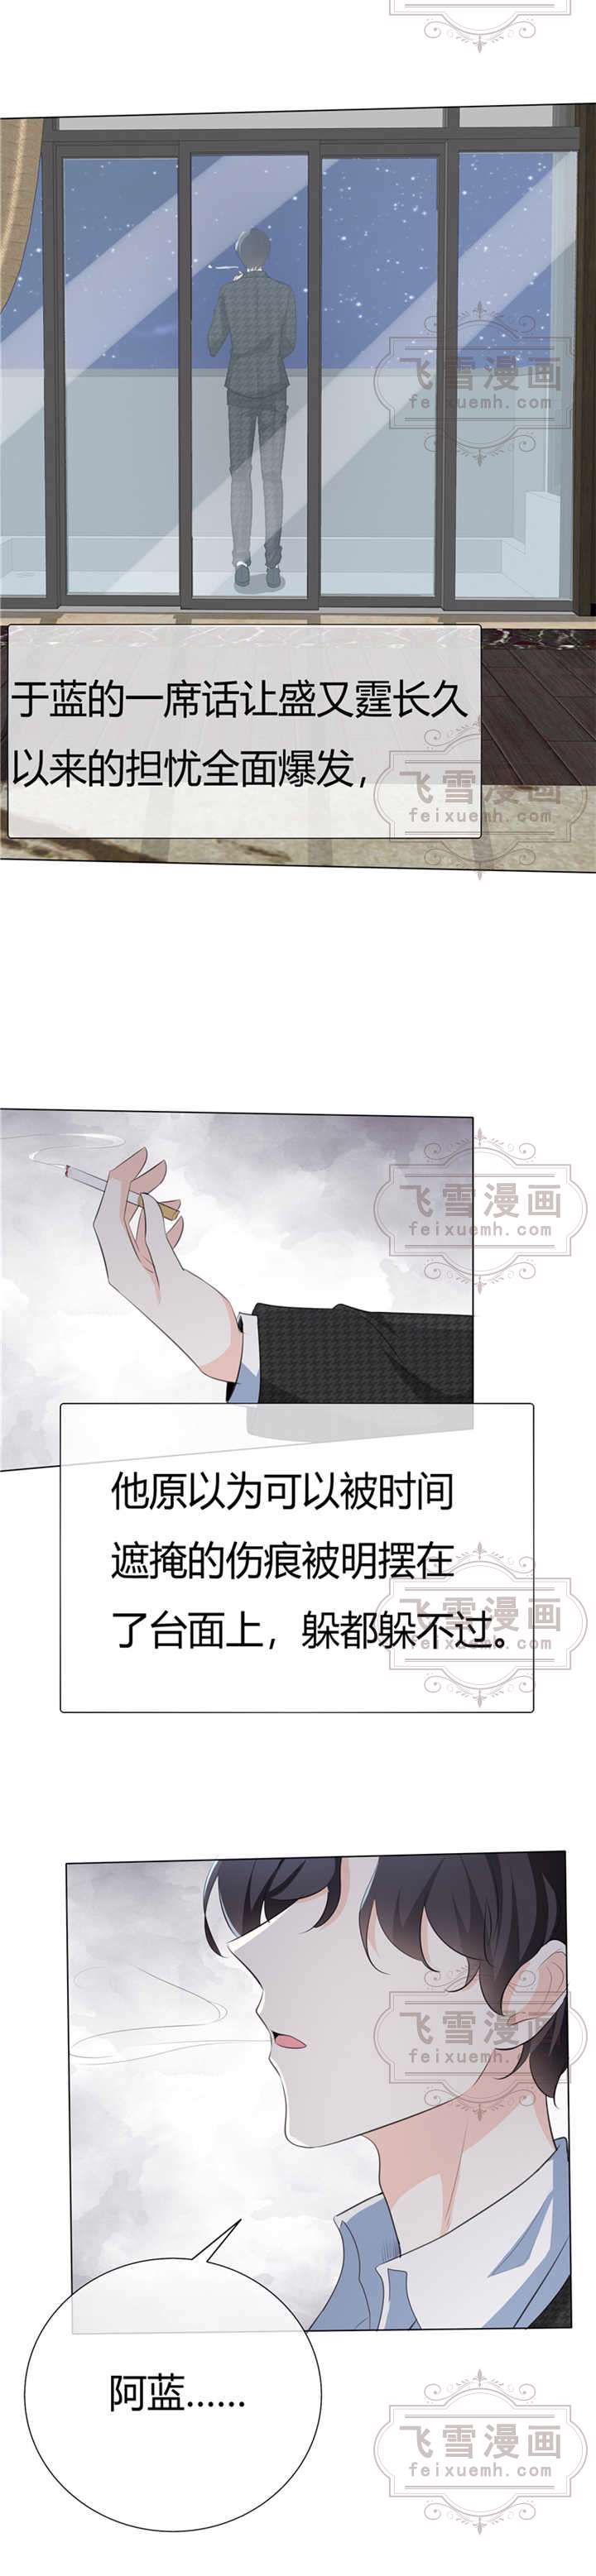 飞雪漫画
feixuemh.com
于蓝的一席话让盛又霆长久
以来的担忧全面爆发，
飞雪漫画
feixuemh.com
飞雪漫画
feixuemh.com
他原以为可以被时间
遮掩的伤痕被明摆在
了台面上，躲都躲不过。
飞雪漫画
feixuemh.com
飞雪漫画
feixuemh.com
阿蓝……
飞雪漫画
feixuemh.com